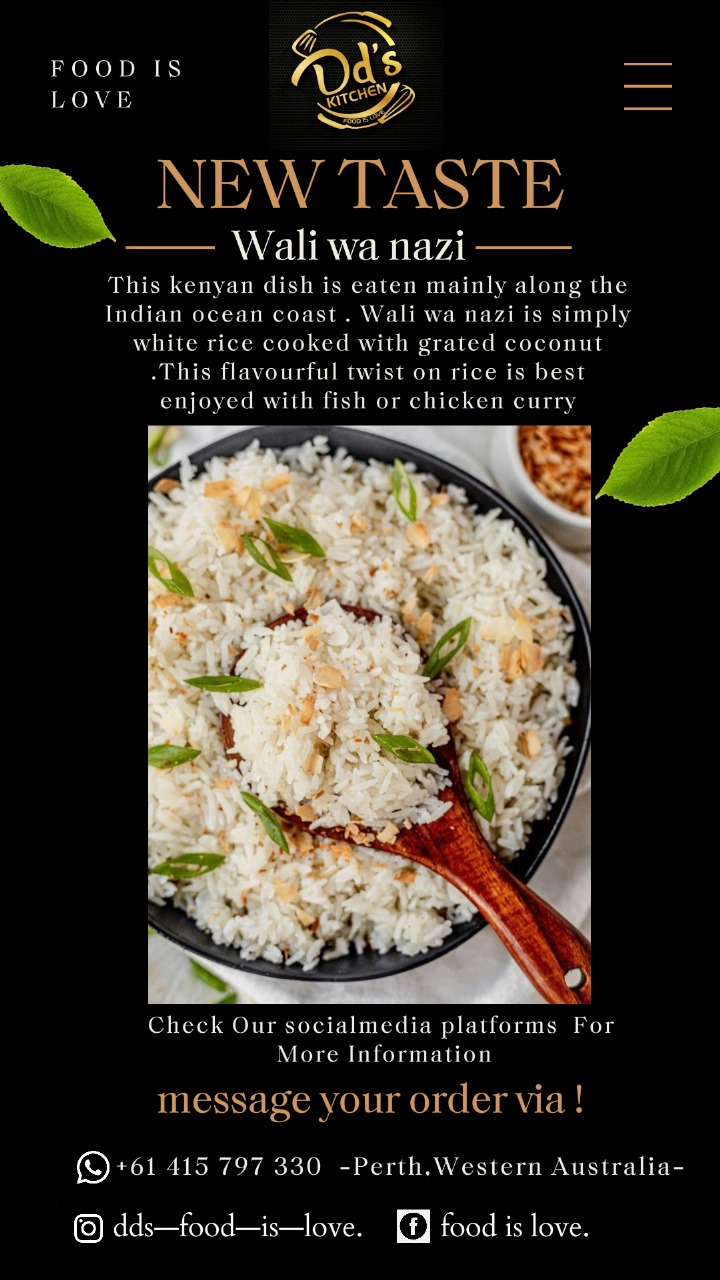 FOOD IS
LOVE
Dd's
KITCHEN
FOOD IS LOVE
NEW TASTE
Wali wa nazi
This kenyan dish is eaten mainly along the
Indian ocean coast . Wali wa nazi is simply
white rice cooked with grated coconut
.This flavourful twist on rice is best
enjoyed with fish or chicken curry
Check Our socialmedia platforms For
More Information
message your order via !
+61 415 797 330 -Perth,Western Australia-
dds—food—is—love. food is love.